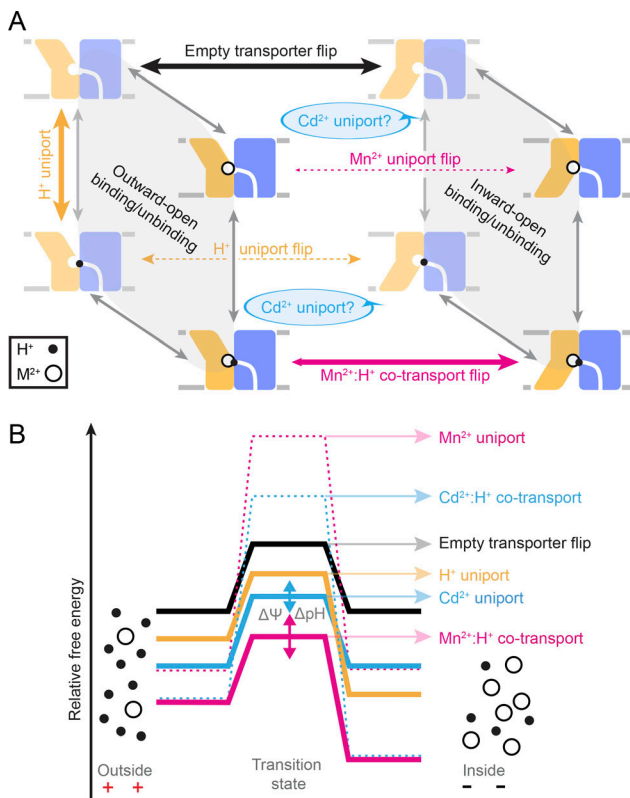 A
Empty transporter flip
Cd²⁺ uniport?
Mn²⁺ uniport flip
H⁺ uniport
Outward-open
binding/unbinding
Inward-open
binding/unbinding
H⁺ uniport flip
Cd²⁺ uniport?
H⁺
M²⁺
Mn²⁺:H⁺ co-transport flip
B
Relative free energy
Mn²⁺ uniport
Cd²⁺:H⁺ co-transport
Empty transporter flip
H⁺ uniport
Cd²⁺ uniport
ΔΨ ΔpH
Mn²⁺:H⁺ co-transport
Outside
+ +
Transition
state
Inside
- -